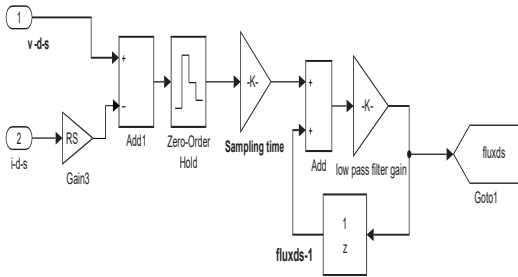 1
v-d-s
+
-
Add1
Zero-Order
Hold
-K-
Sampling time
+
+
Add
-K-
low pass filter gain
fluxds
Goto1
2
i-d-s
RS
Gain3
1
z
fluxds-1